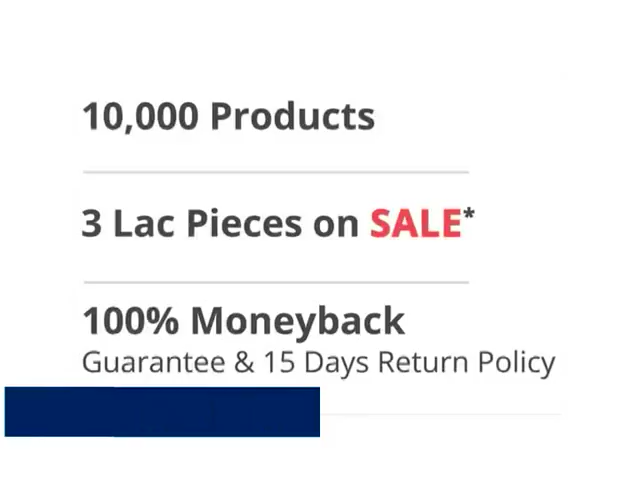 10,000 Products
3 Lac Pieces on SALE*
100% Moneyback
Guarantee & 15 Days Return Policy